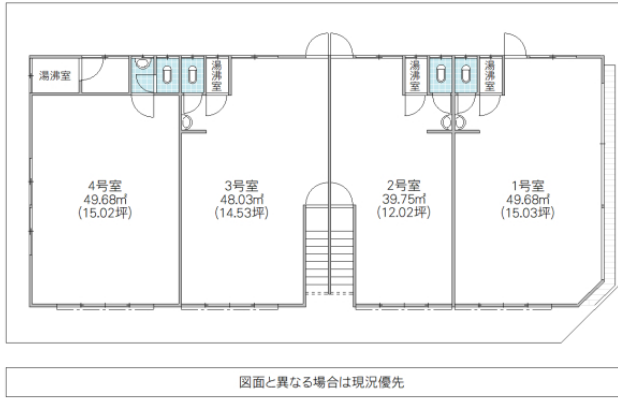 湯沸室
湯沸室
湯沸室
湯沸室
4号室
49.68㎡
(15.02坪)
3号室
48.03㎡
(14.53坪)
2号室
39.75㎡
(12.02坪)
1号室
49.68㎡
(15.03坪)
図面と異なる場合は現況優先